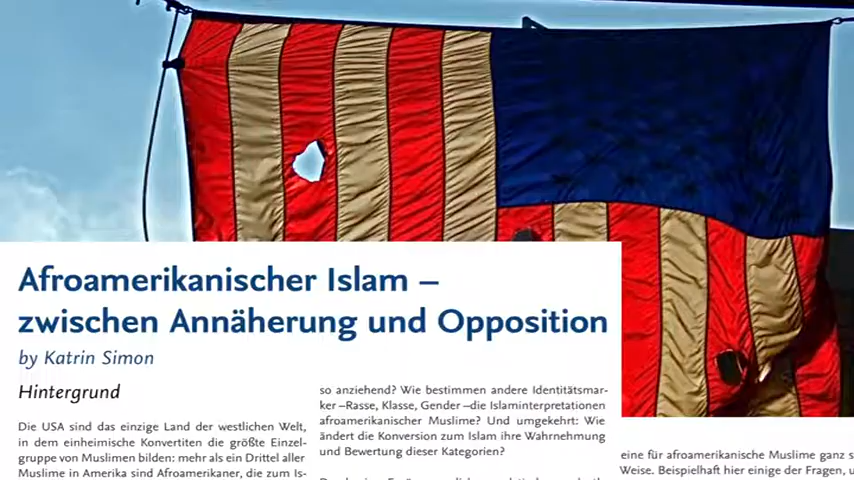 Afroamerikanischer Islam –
zwischen Annäherung und Opposition
by Katrin Simon
Hintergrund
Die USA sind das einzige Land der westlichen Welt,
in dem einheimische Konvertiten die größte Einzel-
gruppe von Muslimen bilden: mehr als ein Drittel aller
Muslime in Amerika sind Afroamerikaner, die zum Is-
so anziehend? Wie bestimmen andere Identitätsmar-
ker –Rasse, Klasse, Gender –die Islaminterpretationen
afroamerikanischer Muslime? Und umgekehrt: Wie
ändert die Konversion zum Islam ihre Wahrnehmung
und Bewertung dieser Kategorien?
eine für afroamerikanische Muslime ganz s
Weise. Beispielhaft hier einige der Fragen, u